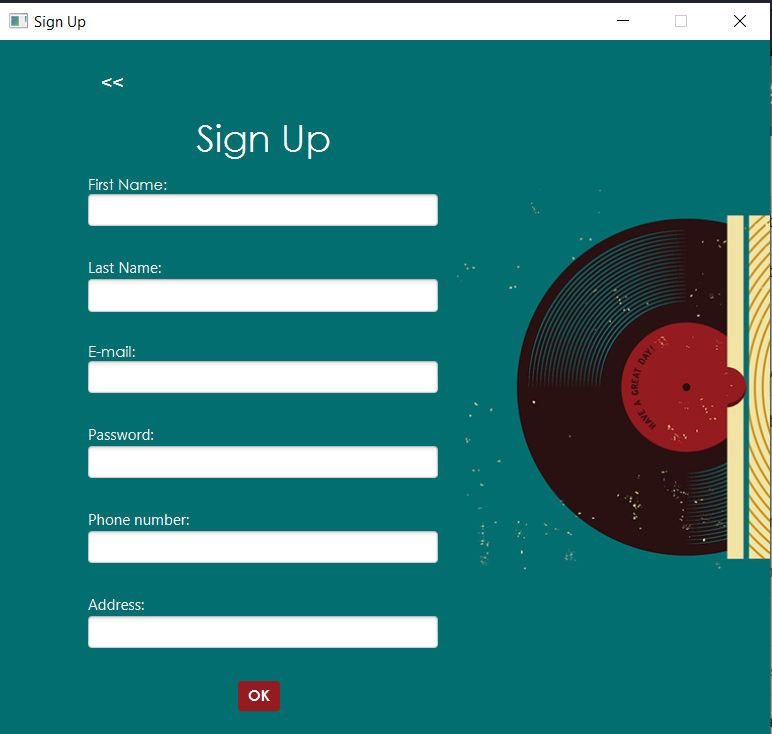 Sign Up
<<
Sign Up
First Name:
Last Name:
E-mail:
Password:
Phone number:
Address:
OK
HAVE A GREAT DAY!